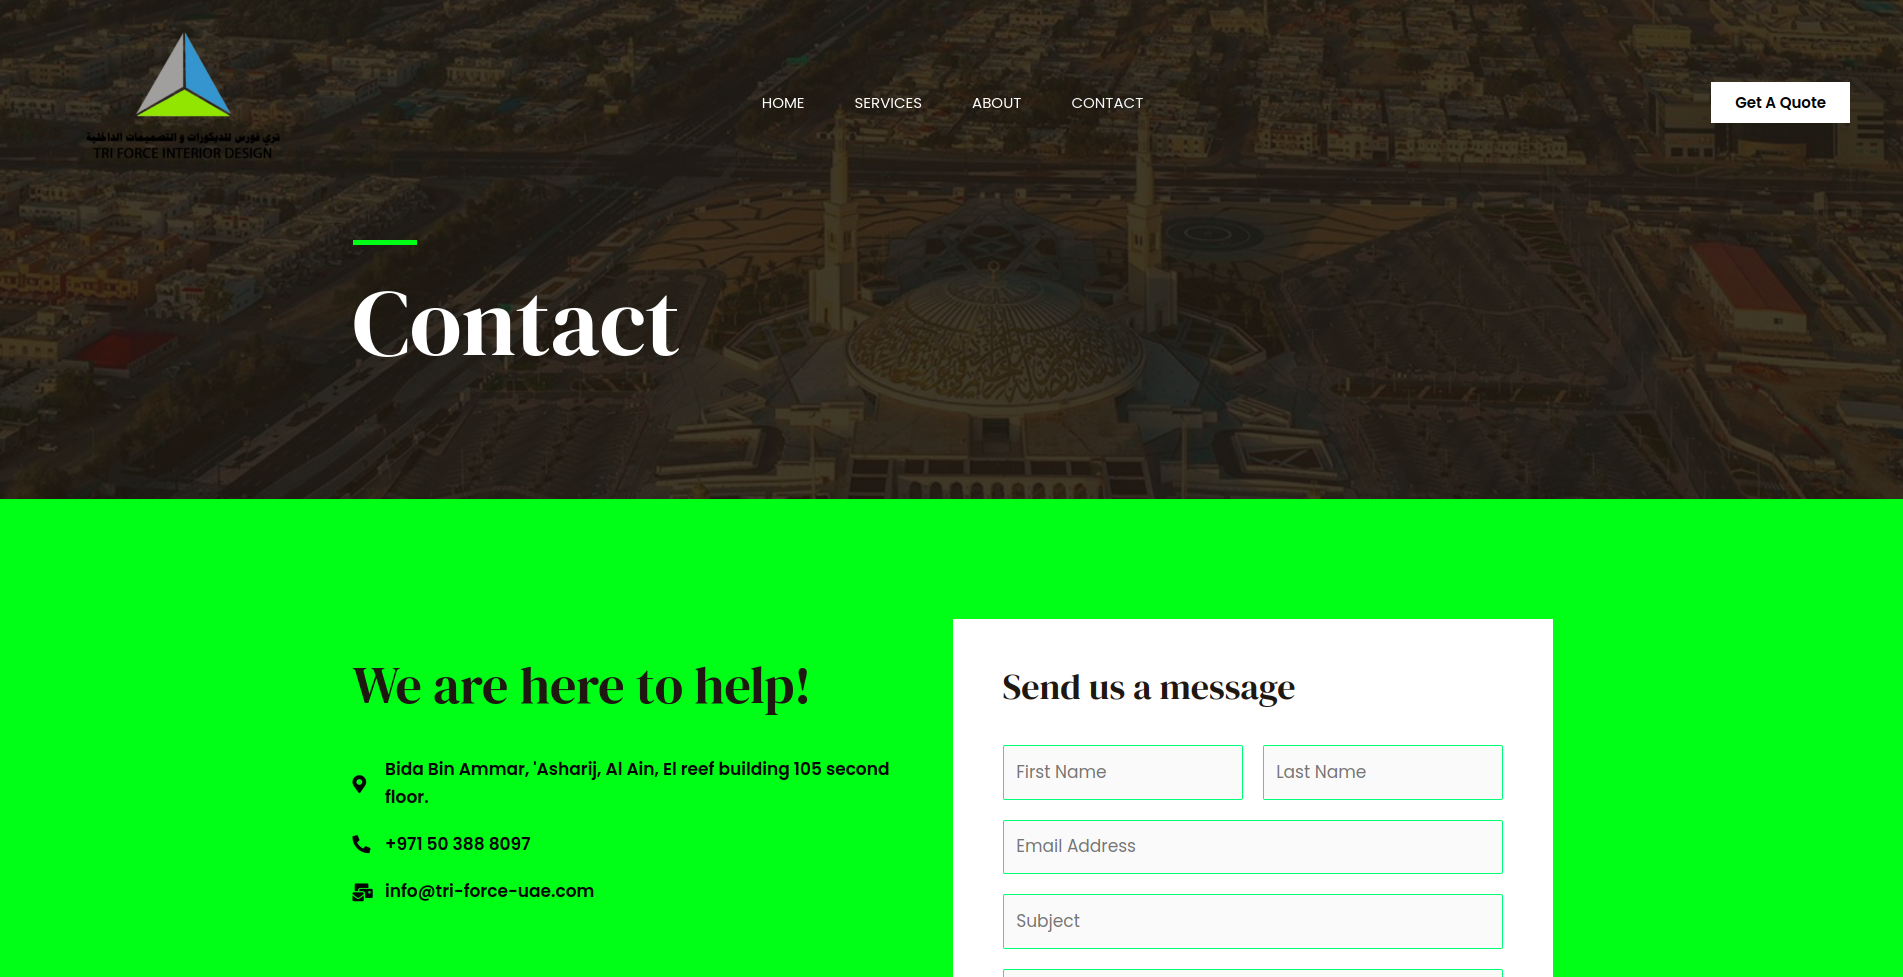 تري فورس للديكورات و التصميمات الداخلية
TRI FORCE INTERIOR DESIGN
HOME
SERVICES
ABOUT
CONTACT
Get A Quote
Contact
We are here to help!
Bida Bin Ammar, 'Asharij, Al Ain, El reef building 105 second
floor.
+971 50 388 8097
info@tri-force-uae.com
Send us a message
First Name
Last Name
Email Address
Subject